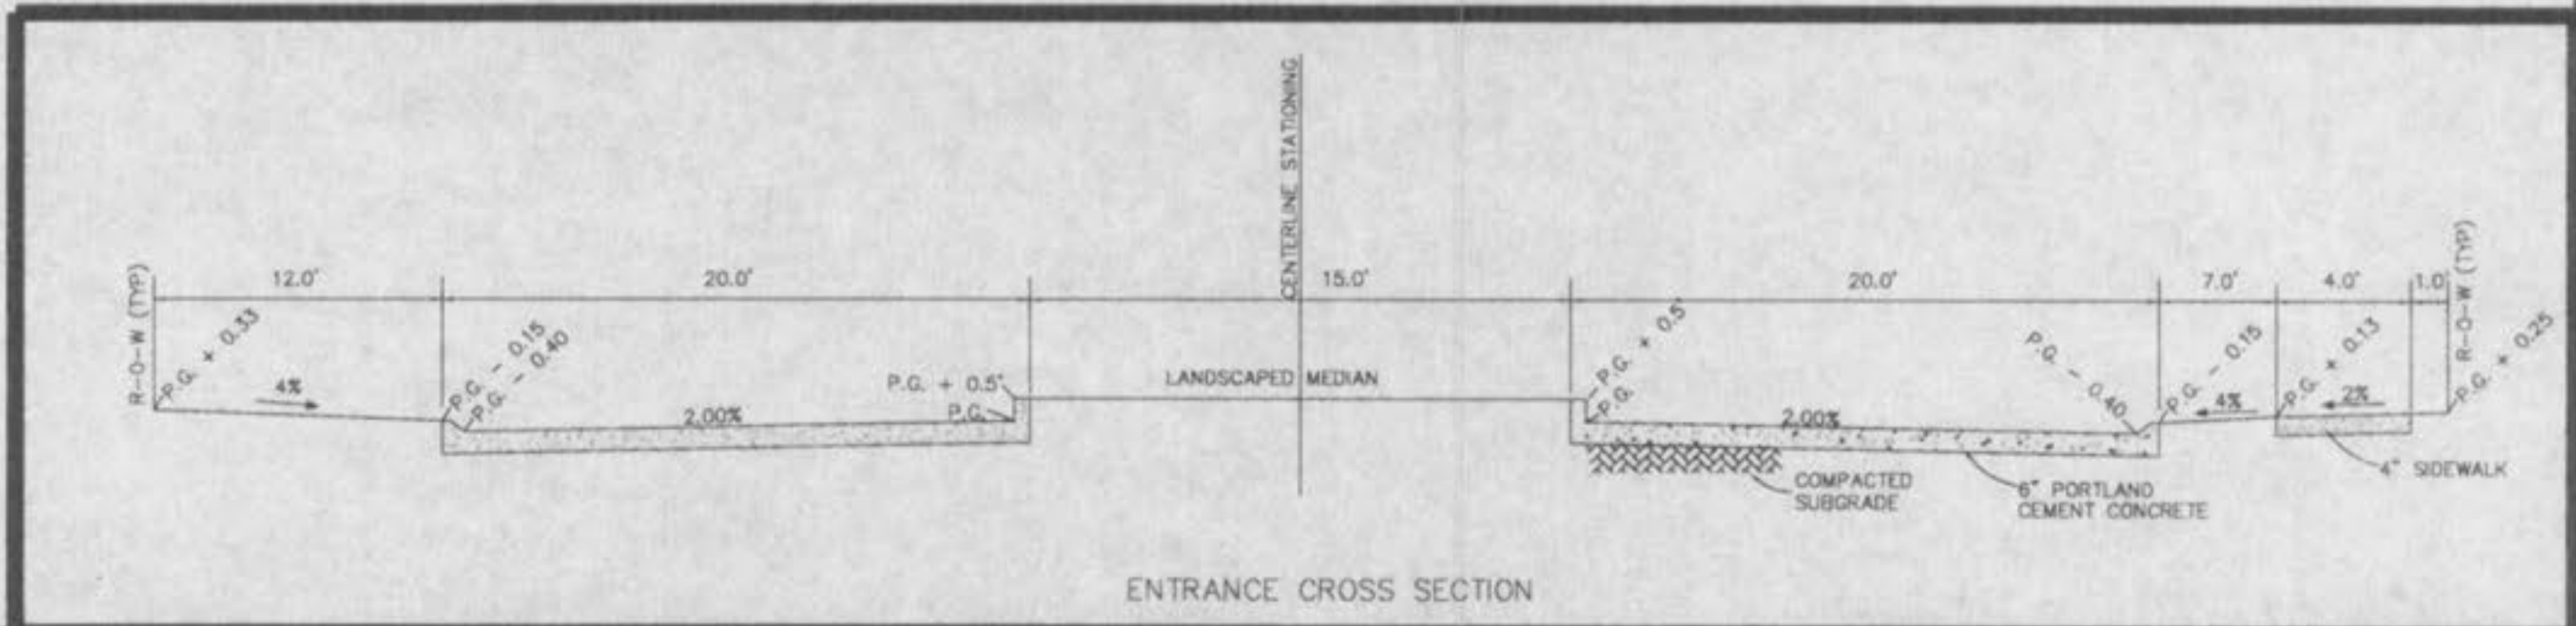 CENTERLINE STATIONING
R-O-W (TYP)
12.0'
20.0'
15.0'
20.0'
7.0'
4.0'
1.0
R-O-W (TYP)
P.G. + 0.33
4%
P.G. - 0.15
P.G. - 0.40
2.00%
P.G. + 0.5'
P.G.
LANDSCAPED MEDIAN
P.G. + 0.5'
P.G.
2.00%
P.G. - 0.40
P.G. - 0.15
4%
P.G. + 0.13
2%
P.G. + 0.25
COMPACTED
SUBGRADE
6" PORTLAND
CEMENT CONCRETE
4" SIDEWALK
ENTRANCE CROSS SECTION